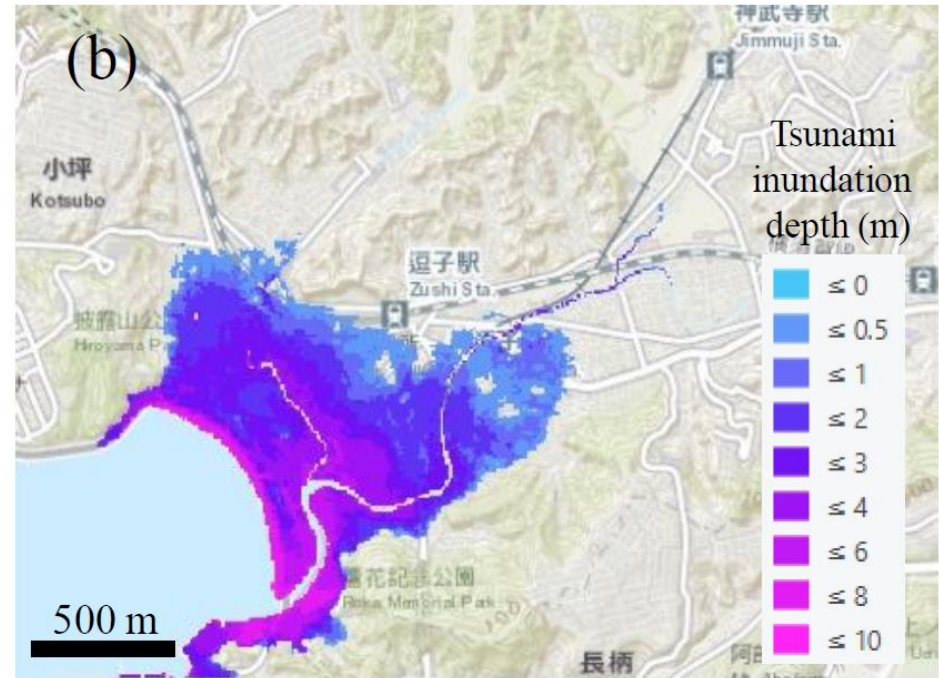 (b)
神武寺駅
Jimmuji Sta.
小坪
Kotsubo
Tsunami
inundation
depth (m)
逗子駅
Zushi Sta.
披露山公
Hiroyama P
≤ 0
≤ 0.5
≤ 1
≤ 2
≤ 3
≤ 4
≤ 6
≤ 8
≤ 10
蘆花記念公園
Roka Memorial Park
100
500 m
長柄